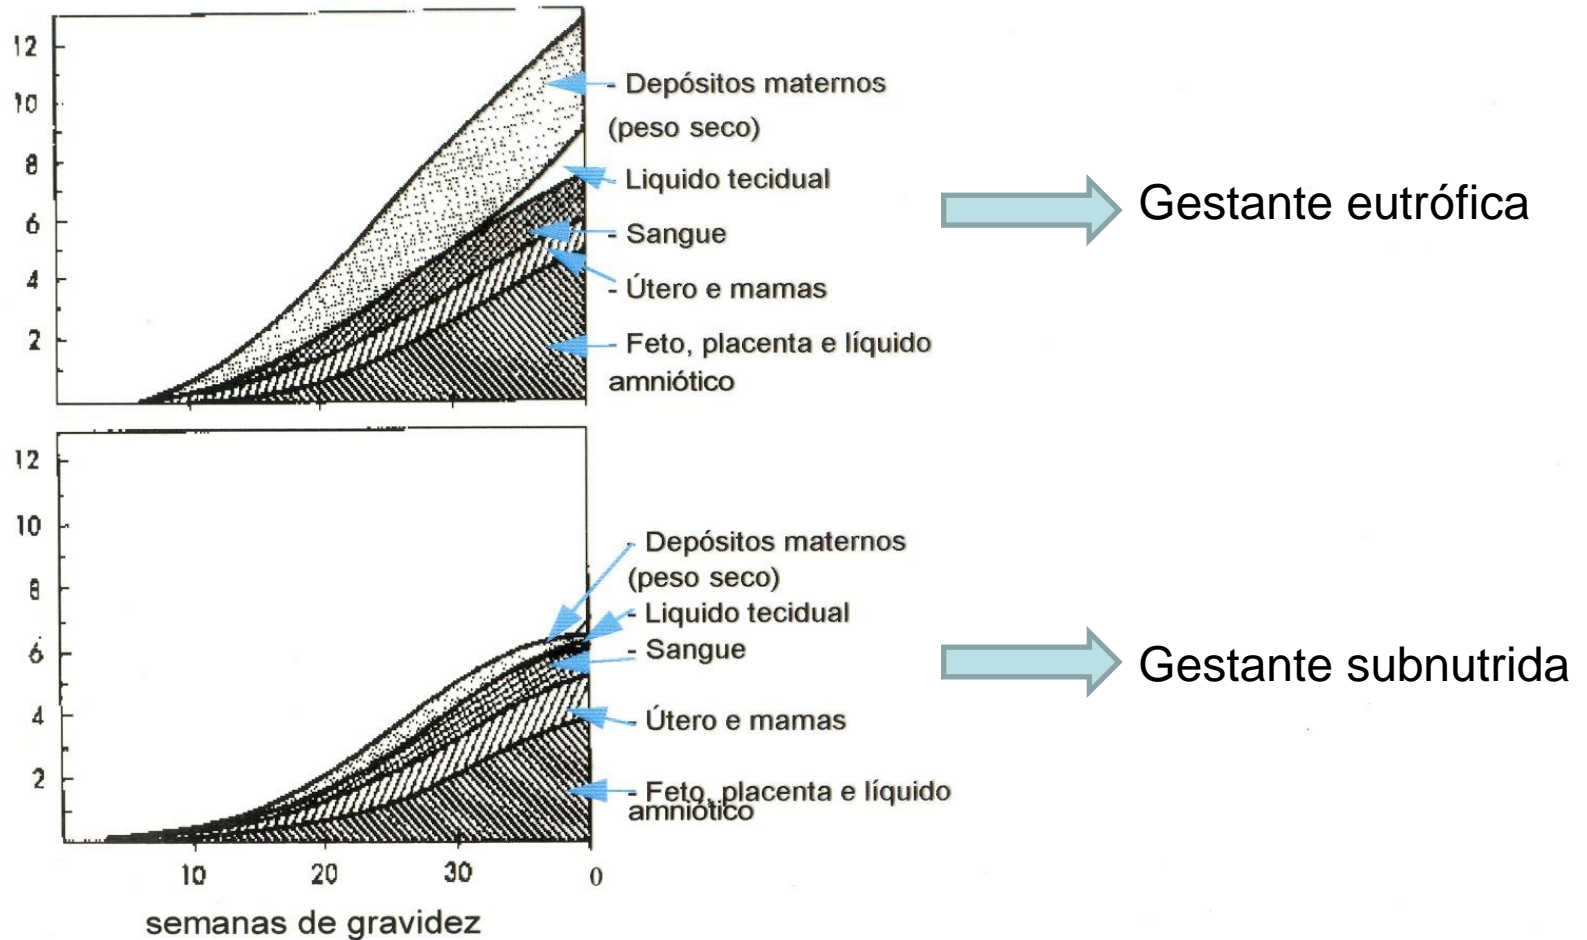 12
10
8
6
4
2
- Depósitos maternos
(peso seco)
- Liquido tecidual
- Sangue
- Útero e mamas
- Feto, placenta e líquido
amniótico
Gestante eutrófica
12
10
8
6
4
2
- Depósitos maternos
(peso seco)
- Liquido tecidual
- Sangue
- Útero e mamas
- Feto, placenta e líquido
amniótico
Gestante subnutrida
10 20 30 0
semanas de gravidez